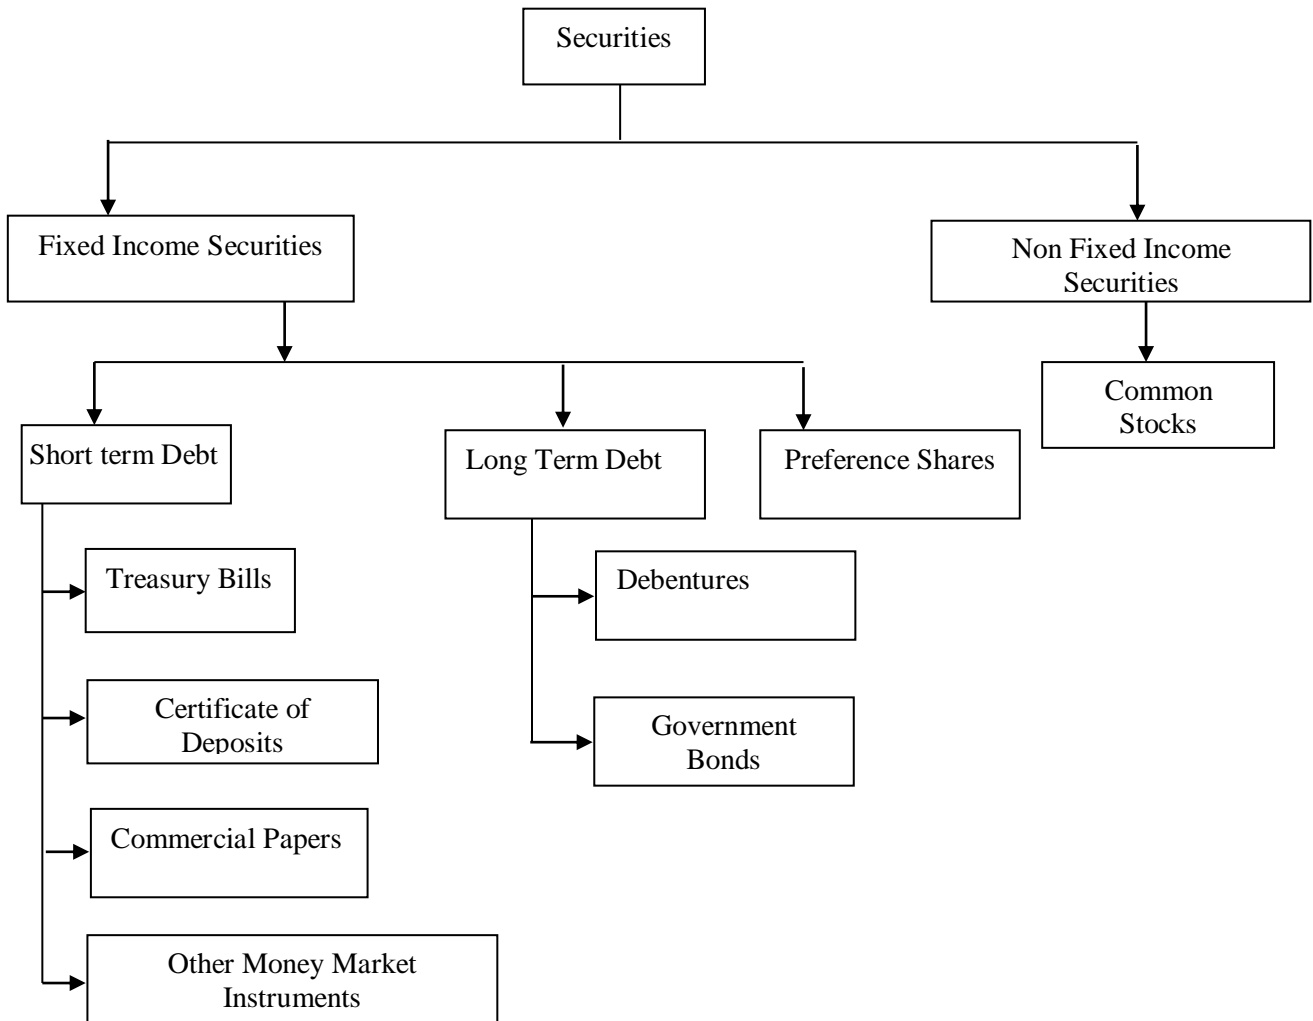 Securities
Fixed Income Securities
Non Fixed Income
Securities
Common
Stocks
Short term Debt
Long Term Debt
Preference Shares
Treasury Bills
Debentures
Certificate of
Deposits
Government
Bonds
Commercial Papers
Other Money Market
Instruments